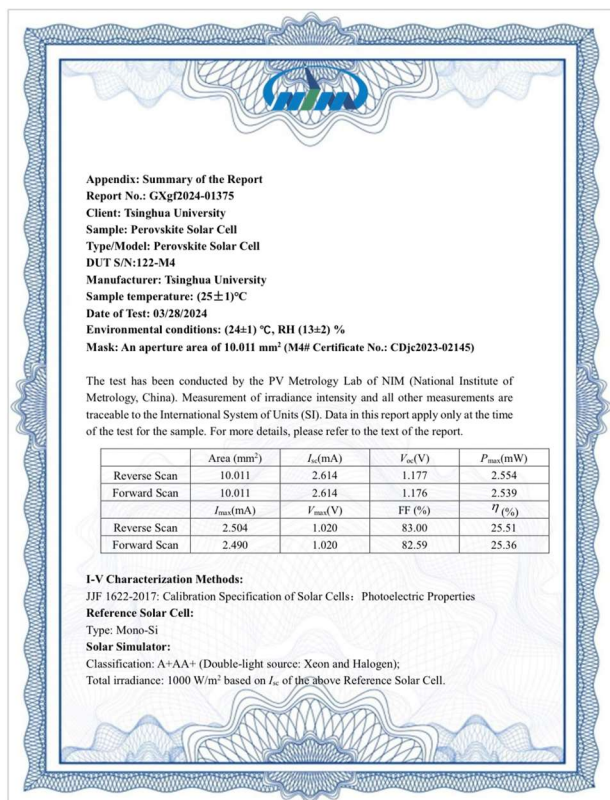 NIM
Appendix: Summary of the Report
Report No.: GXgf2024-01375
Client: Tsinghua University
Sample: Perovskite Solar Cell
Type/Model: Perovskite Solar Cell
DUT S/N:122-M4
Manufacturer: Tsinghua University
Sample temperature: (25±1)℃
Date of Test: 03/28/2024
Environmental conditions: (24±1) ℃, RH (13±2) %
Mask: An aperture area of 10.011 mm² (M4# Certificate No.: CDjc2023-02145)
The test has been conducted by the PV Metrology Lab of NIM (National Institute of
Metrology, China). Measurement of irradiance intensity and all other measurements are
traceable to the International System of Units (SI). Data in this report apply only at the time
of the test for the sample. For more details, please refer to the text of the report.
Area (mm²) Isc(mA) Voc(V) Pmax(mW)
Reverse Scan 10.011 2.614 1.177 2.554
Forward Scan 10.011 2.614 1.176 2.539
Imax(mA) Vmax(V) FF (%) η (%)
Reverse Scan 2.504 1.020 83.00 25.51
Forward Scan 2.490 1.020 82.59 25.36
I-V Characterization Methods:
JJF 1622-2017: Calibration Specification of Solar Cells：Photoelectric Properties
Reference Solar Cell:
Type: Mono-Si
Solar Simulator:
Classification: A+AA+ (Double-light source: Xeon and Halogen);
Total irradiance: 1000 W/m² based on Isc of the above Reference Solar Cell.